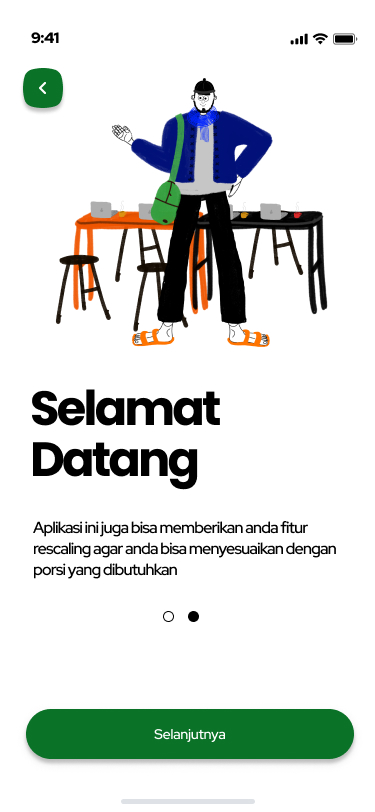 9:41
Selamat
Datang
Aplikasi ini juga bisa memberikan anda fitur
rescaling agar anda bisa menyesuaikan dengan
porsi yang dibutuhkan
Selanjutnya